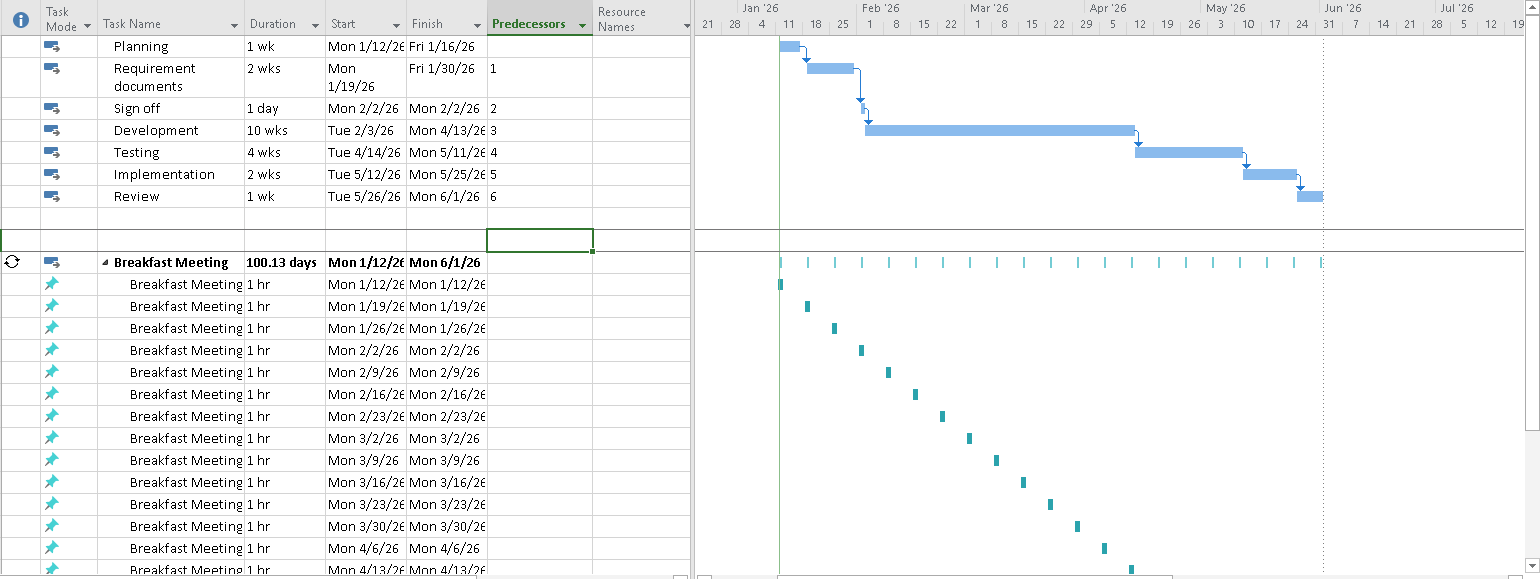 Task Mode
Task Name
Duration
Start
Finish
Predecessors
Resource Names
Jan '26 Feb '26 Mar '26 Apr '26 May '26 Jun '26 Jul '26
21 28 4 11 18 25 1 8 15 22 1 8 15 22 29 5 12 19 26 3 10 17 24 31 7 14 21 28 5 12 19
Planning 1 wk Mon 1/12/26 Fri 1/16/26
Requirement documents 2 wks Mon 1/19/26 Fri 1/30/26 1
Sign off 1 day Mon 2/2/26 Mon 2/2/26 2
Development 10 wks Tue 2/3/26 Mon 4/13/26 3
Testing 4 wks Tue 4/14/26 Mon 5/11/26 4
Implementation 2 wks Tue 5/12/26 Mon 5/25/26 5
Review 1 wk Tue 5/26/26 Mon 6/1/26 6
Breakfast Meeting 100.13 days Mon 1/12/26 Mon 6/1/26
Breakfast Meeting 1 hr Mon 1/12/26 Mon 1/12/26
Breakfast Meeting 1 hr Mon 1/19/26 Mon 1/19/26
Breakfast Meeting 1 hr Mon 1/26/26 Mon 1/26/26
Breakfast Meeting 1 hr Mon 2/2/26 Mon 2/2/26
Breakfast Meeting 1 hr Mon 2/9/26 Mon 2/9/26
Breakfast Meeting 1 hr Mon 2/16/26 Mon 2/16/26
Breakfast Meeting 1 hr Mon 2/23/26 Mon 2/23/26
Breakfast Meeting 1 hr Mon 3/2/26 Mon 3/2/26
Breakfast Meeting 1 hr Mon 3/9/26 Mon 3/9/26
Breakfast Meeting 1 hr Mon 3/16/26 Mon 3/16/26
Breakfast Meeting 1 hr Mon 3/23/26 Mon 3/23/26
Breakfast Meeting 1 hr Mon 3/30/26 Mon 3/30/26
Breakfast Meeting 1 hr Mon 4/6/26 Mon 4/6/26
Breakfast Meeting 1 hr Mon 4/13/26 Mon 4/13/26